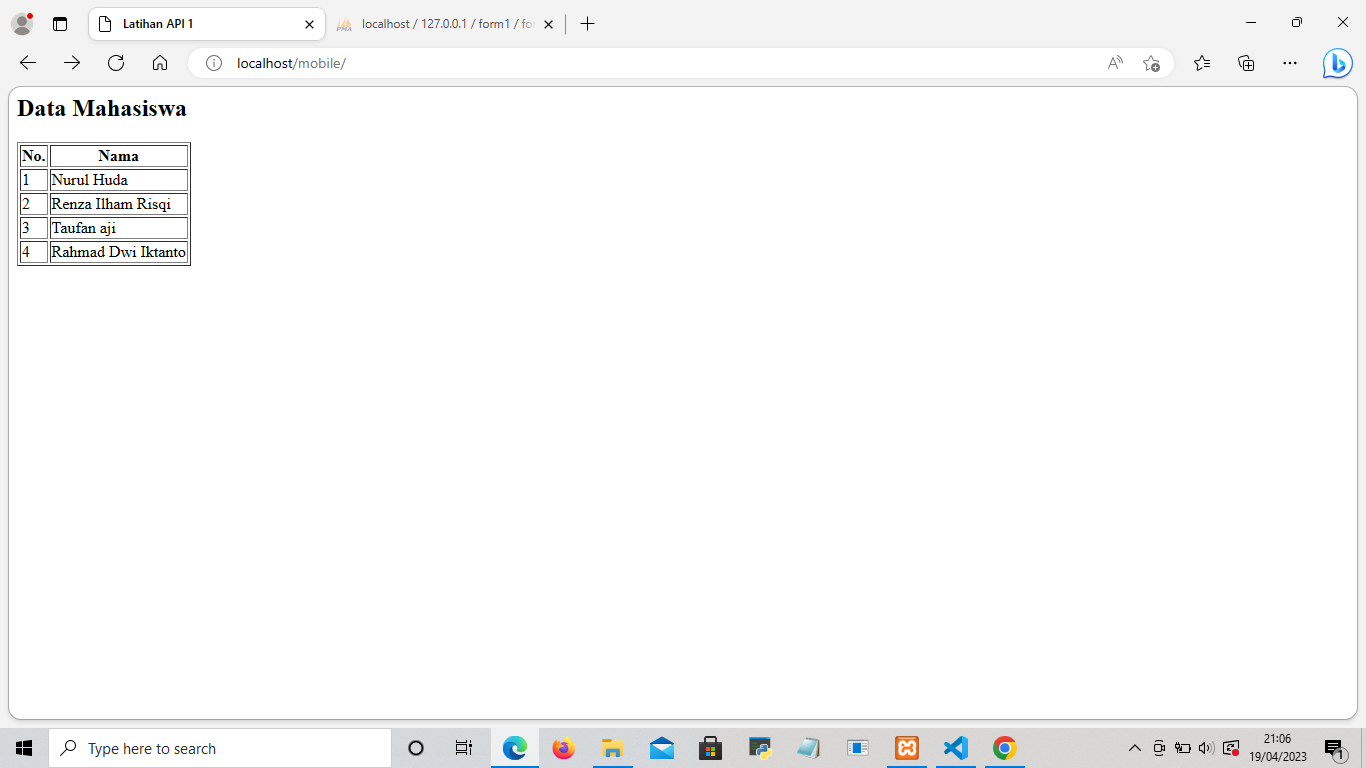 Latihan API 1
localhost / 127.0.0.1 / form1 / fo
localhost/mobile/
Data Mahasiswa
No. Nama
1 Nurul Huda
2 Renza Ilham Risqi
3 Taufan aji
4 Rahmad Dwi Iktanto
Type here to search
21:06
19/04/2023
1